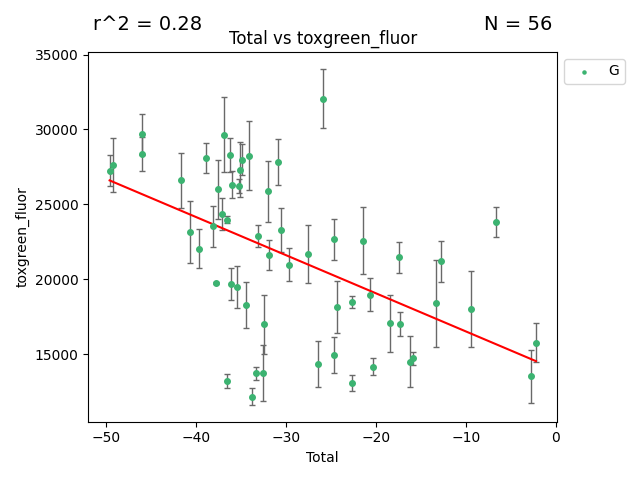 r^2 = 0.28
N = 56
Total vs toxgreen_fluor
G
35000
30000
25000
20000
15000
toxgreen_fluor
−50
−40
−30
−20
−10
0
Total